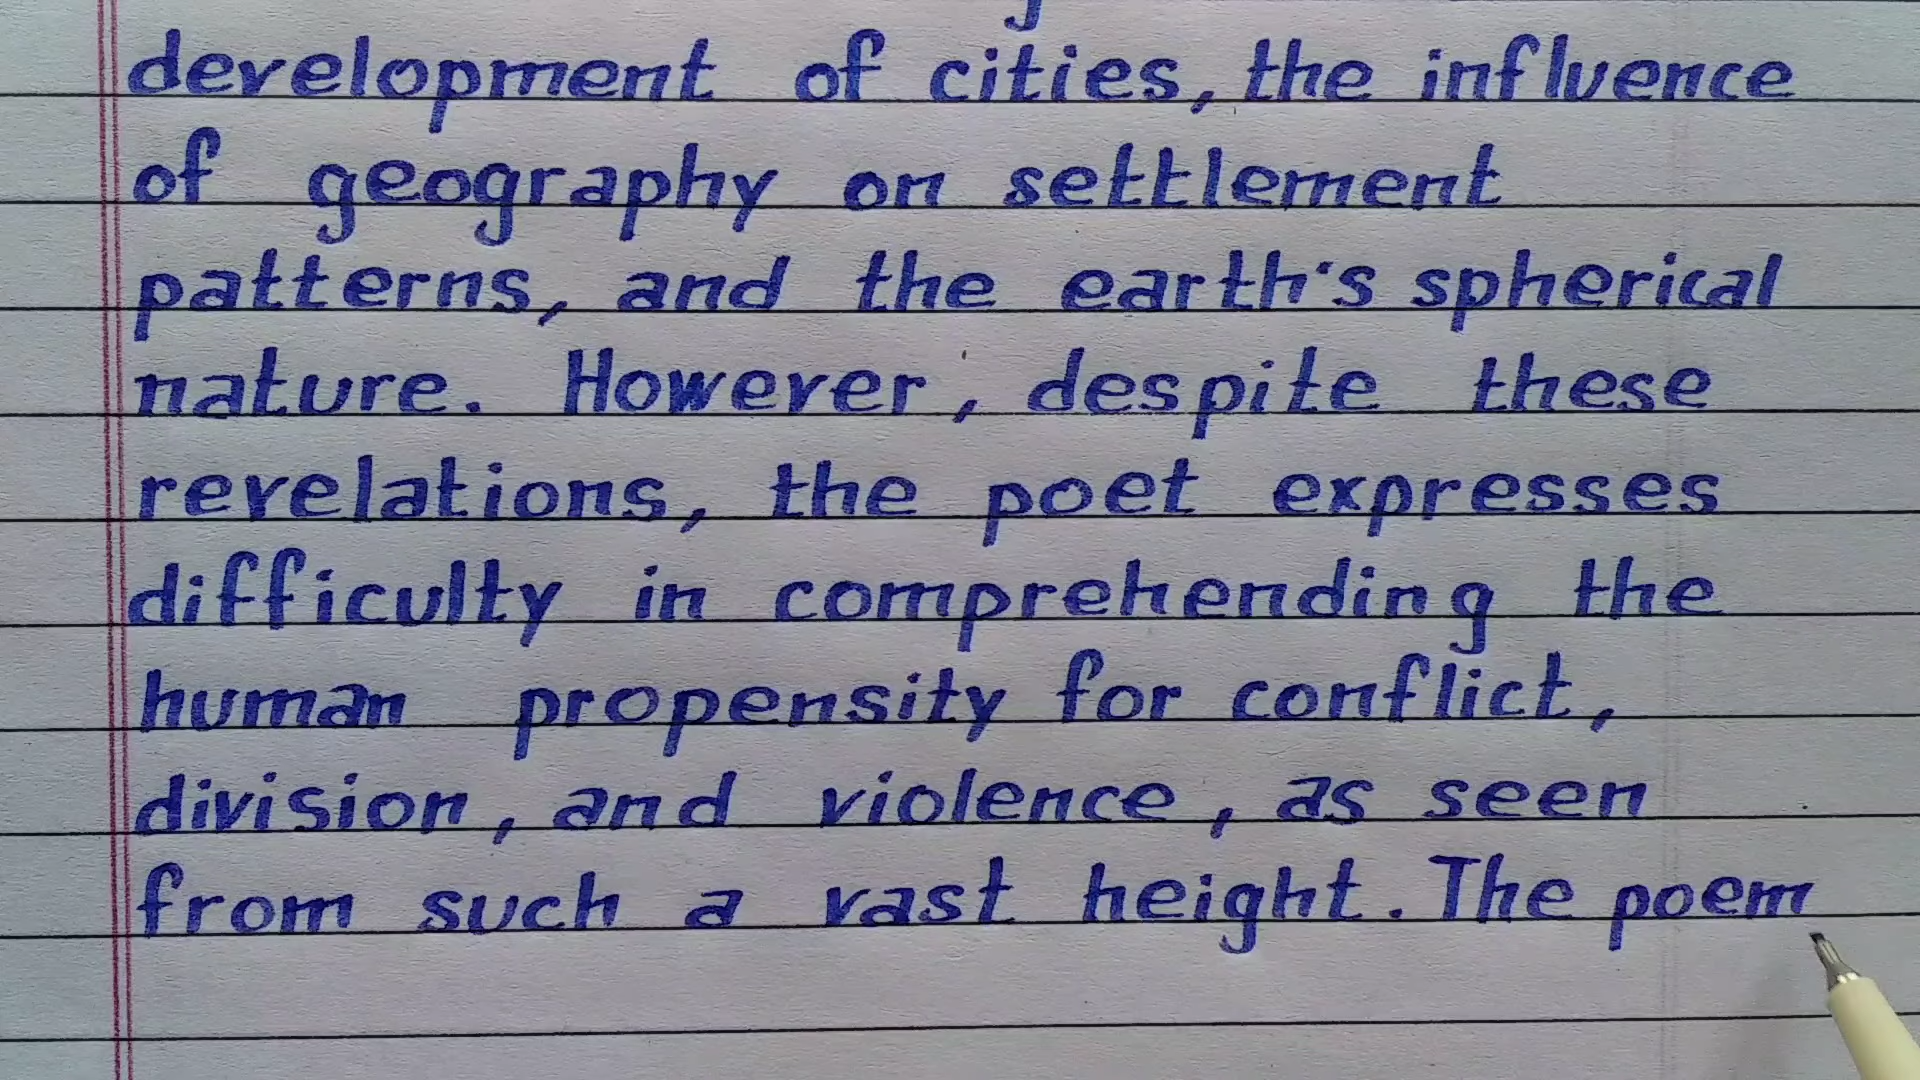 development of cities, the influence
of geography on settlement
patterns, and the earth's spherical
nature. However, despite these
revelations, the poet expresses
difficulty in comprehending the
human propensity for conflict,
division, and violence, as seen
from such a vast height. The poem